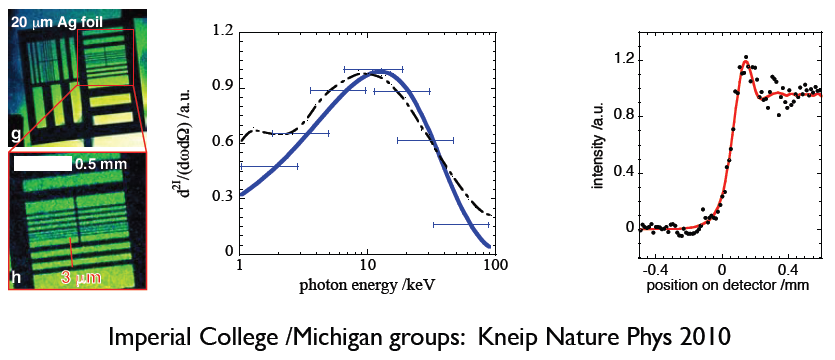 20 μm Ag foil
g
0.5 mm
3 μm
h
1.2
0.9
0.6
0.3
0
d²I/(dωdΩ) /a.u.
1 10 100
photon energy /keV
1.2
0.8
0.4
0
intensity /a.u.
-0.4 0 0.4
position on detector /mm
Imperial College /Michigan groups: Kneip Nature Phys 2010